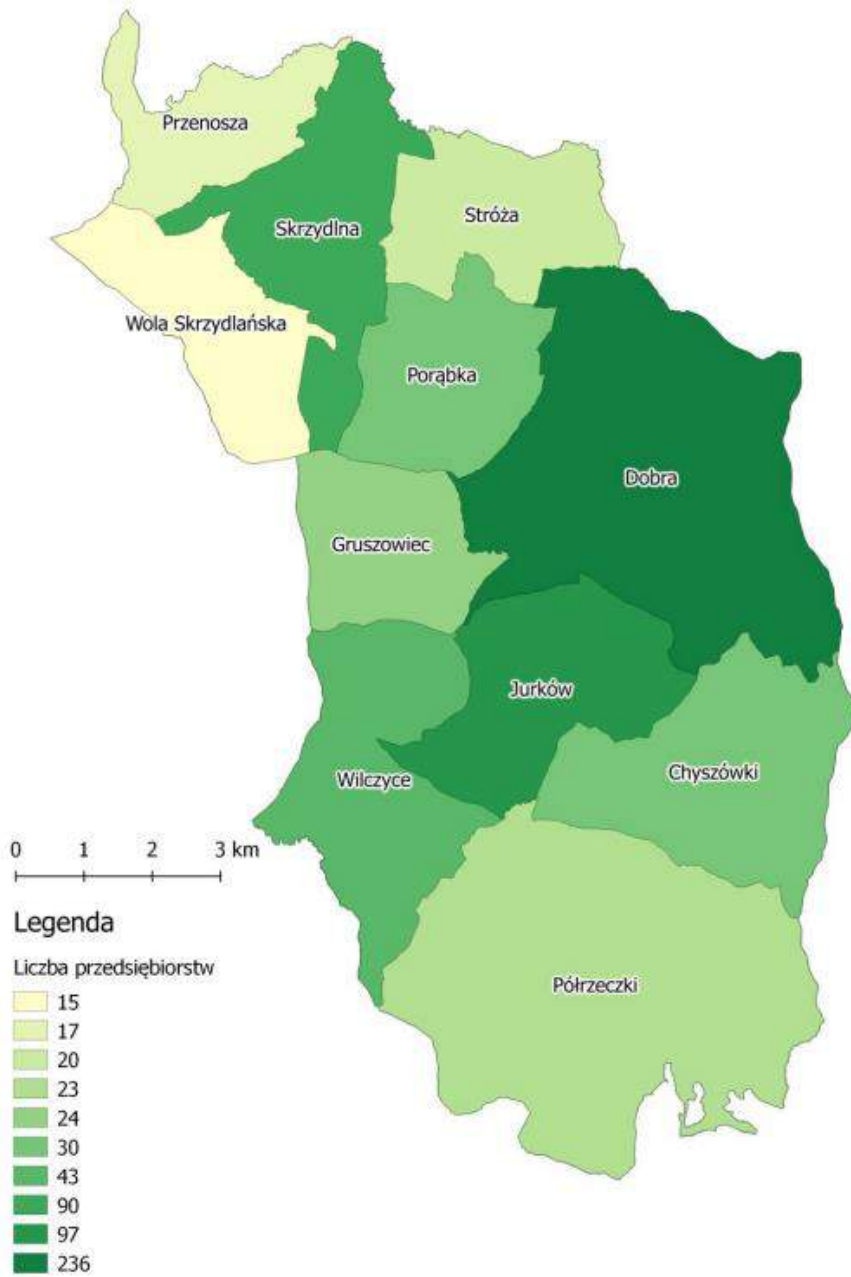 Przenosza
Skrzydlna
Stróża
Wola Skrzydlańska
Porąbka
Dobra
Gruszowiec
Jurków
Chyszówki
Wilczyce
0 1 2 3 km
Legenda
Liczba przedsiębiorstw
Półrzeczki
15
17
20
23
24
30
43
90
97
236